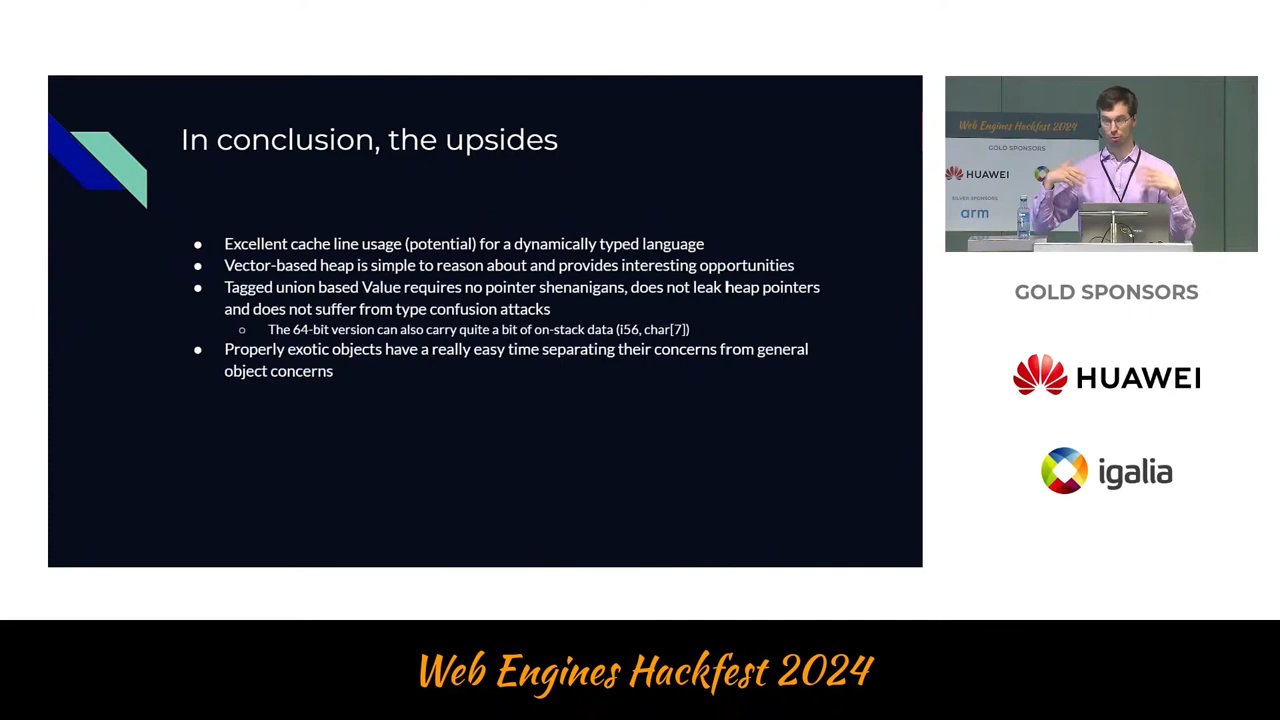 In conclusion, the upsides
● Excellent cache line usage (potential) for a dynamically typed language
● Vector-based heap is simple to reason about and provides interesting opportunities
● Tagged union based Value requires no pointer shenanigans, does not leak heap pointers
and does not suffer from type confusion attacks
○ The 64-bit version can also carry quite a bit of on-stack data (i56, char[7])
● Properly exotic objects have a really easy time separating their concerns from general
object concerns
Web Engines Hackfest 2024
GOLD SPONSORS
HUAWEI
SILVER SPONSORS
arm
GOLD SPONSORS
HUAWEI
igalia
Web Engines Hackfest 2024